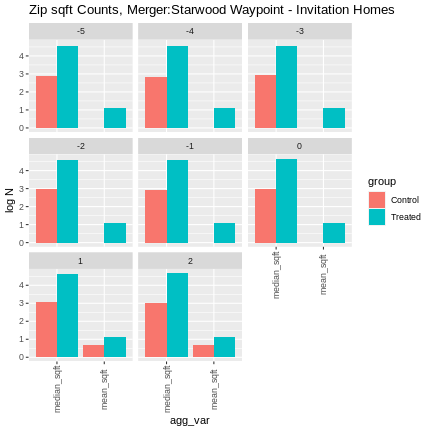 Zip sqft Counts, Merger:Starwood Waypoint - Invitation Homes
-5 -4 -3
4
3
2
1
0
-2 -1 0
4
3
2
1
0
1 2
4
3
2
1
0
log N
median_sqft mean_sqft median_sqft mean_sqft median_sqft mean_sqft
agg_var
group
Control
Treated